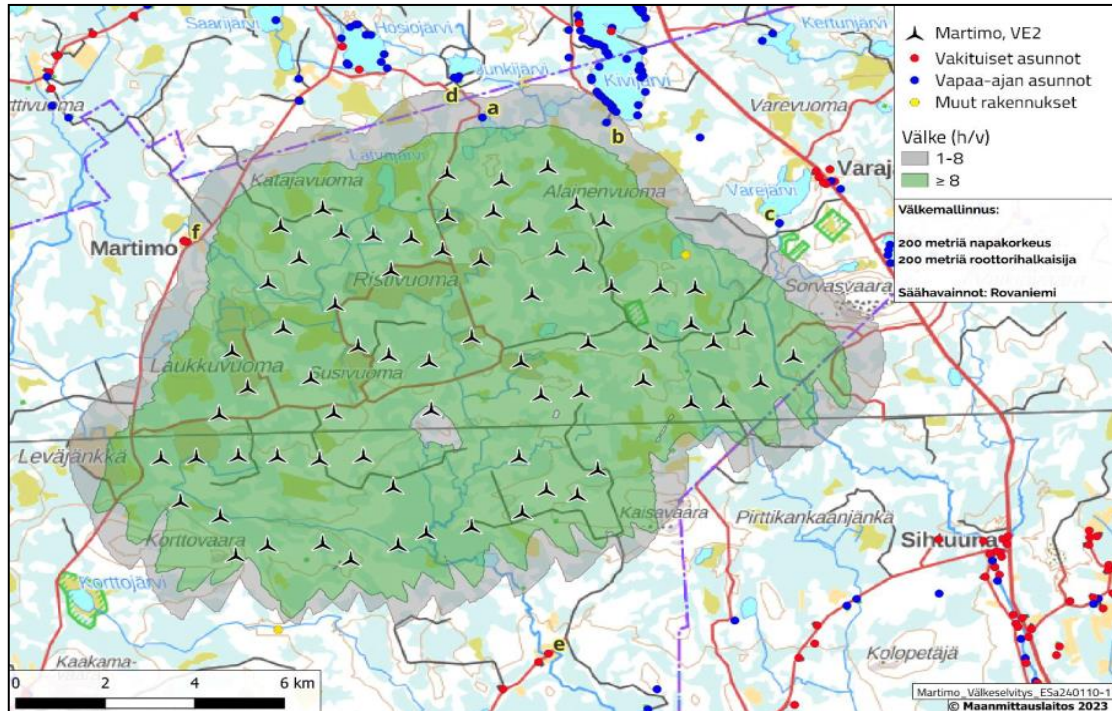 Martimo, VE2
Vakituiset asunnot
Vapaa-ajan asunnot
Muut rakennukset
Välke (h/v)
1-8
≥ 8
Välkemallinnus:
200 metriä napakorkeus
200 metriä roottorihalkaisija
Säähavainnot: Rovaniemi
Saarijärvi
Hosiojärvi
Junkijärvi
Kivijärvi
Kertunjärvi
ttivuoma
d
a
b
Varevuoma
Varaj
Latvajärvi
Katajavuoma
Alainenvuoma
Varejärvi
c
f
Martimo
Ristivuoma
Sorvasvaara
Laukkuvuoma
Susivuoma
Leväjänkkä
Korttovaara
Kaisavaara
Pirttikankaanjänkä
Sihtuuna
Korttojärvi
e
Kaakama-
vaara
Kolopetäjä
0 2 4 6 km
Martimo_Välkeselvitys_ESa240110-1
© Maanmittauslaitos 2023